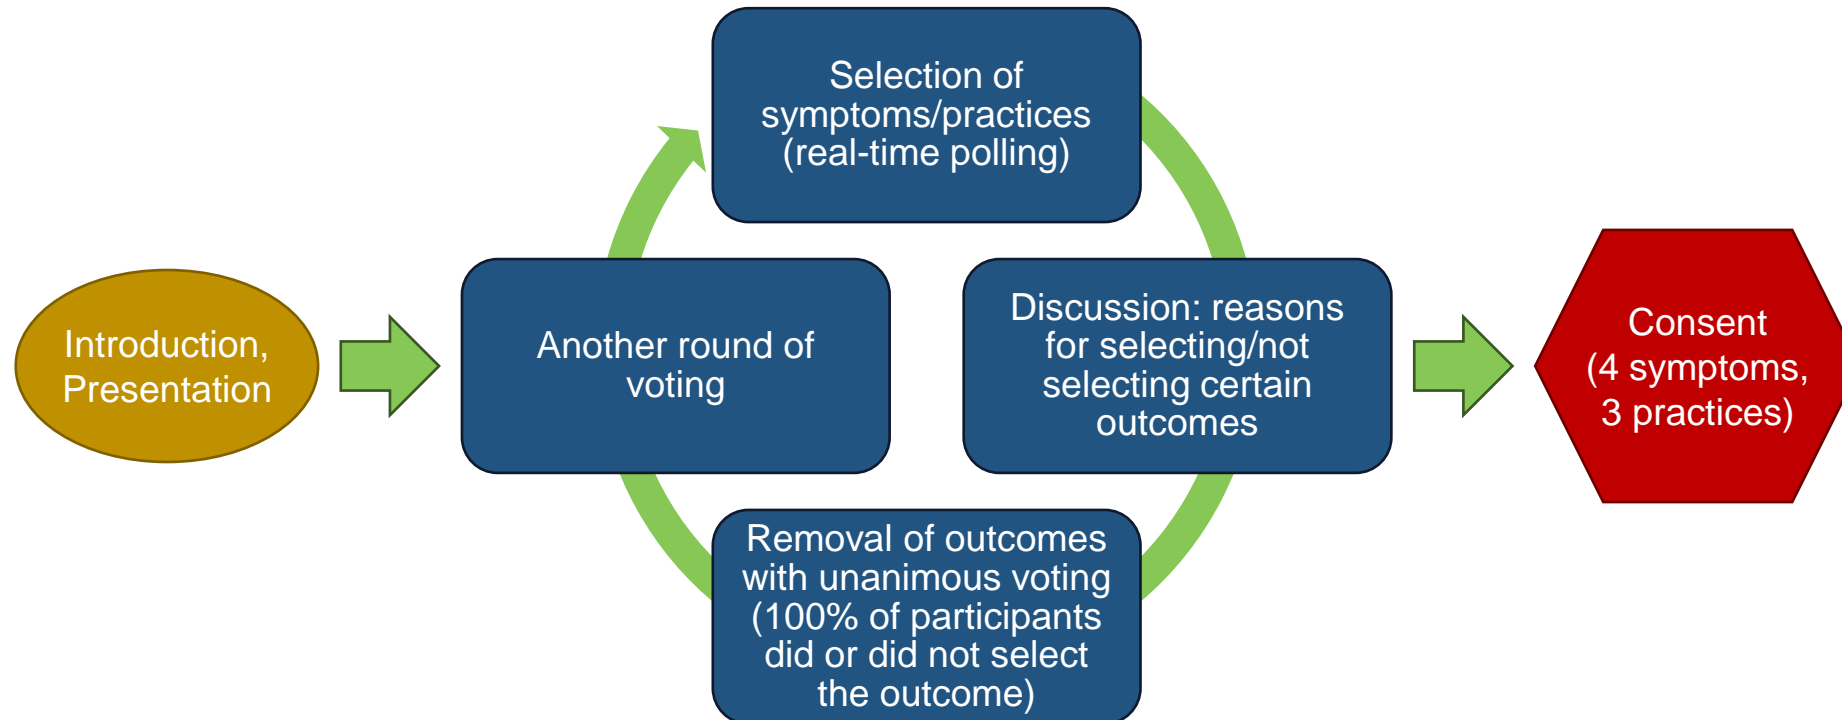 Selection of
symptoms/practices
(real-time polling)
Introduction,
Presentation
Another round of
voting
Discussion: reasons
for selecting/not
selecting certain
outcomes
Consent
(4 symptoms,
3 practices)
Removal of outcomes
with unanimous voting
(100% of participants
did or did not select
the outcome)